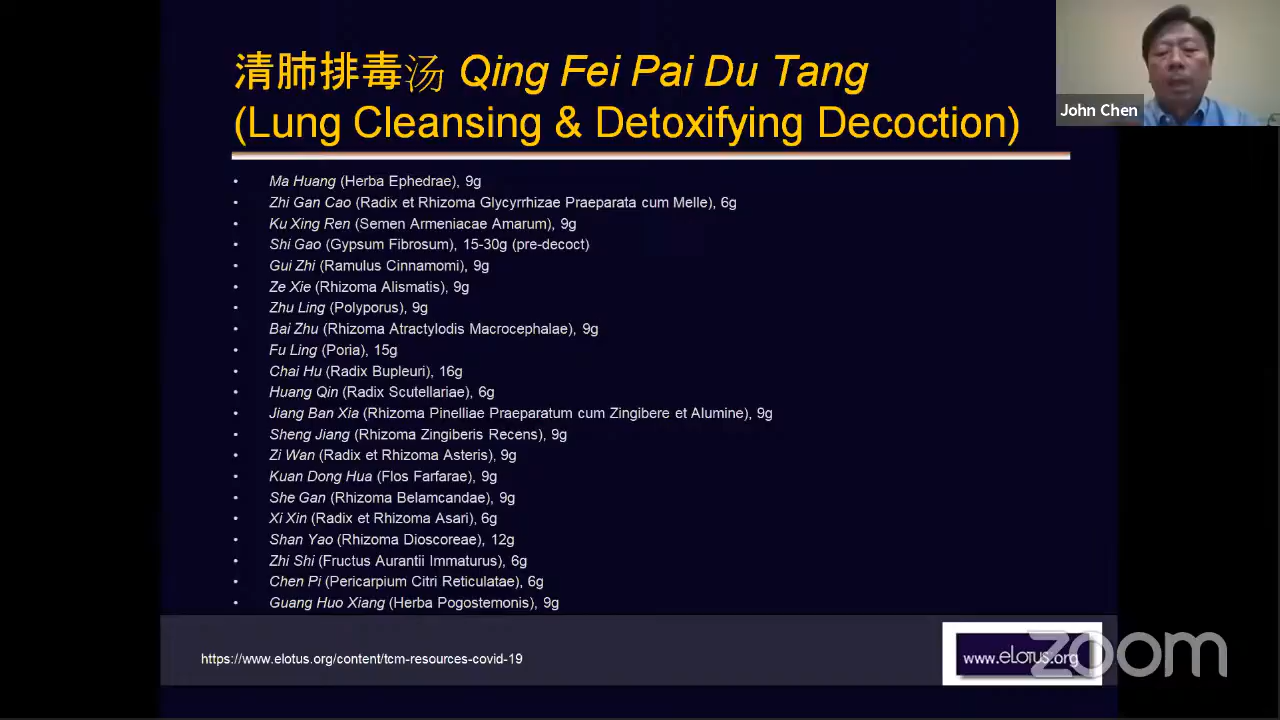 清肺排毒汤 Qing Fei Pai Du Tang
(Lung Cleansing & Detoxifying Decoction)
John Chen
• Ma Huang (Herba Ephedrae), 9g
• Zhi Gan Cao (Radix et Rhizoma Glycyrrhizae Praeparata cum Melle), 6g
• Ku Xing Ren (Semen Armeniacae Amarum), 9g
• Shi Gao (Gypsum Fibrosum), 15-30g (pre-decoct)
• Gui Zhi (Ramulus Cinnamomi), 9g
• Ze Xie (Rhizoma Alismatis), 9g
• Zhu Ling (Polyporus), 9g
• Bai Zhu (Rhizoma Atractylodis Macrocephalae), 9g
• Fu Ling (Poria), 15g
• Chai Hu (Radix Bupleuri), 16g
• Huang Qin (Radix Scutellariae), 6g
• Jiang Ban Xia (Rhizoma Pinelliae Praeparatum cum Zingibere et Alumine), 9g
• Sheng Jiang (Rhizoma Zingiberis Recens), 9g
• Zi Wan (Radix et Rhizoma Asteris), 9g
• Kuan Dong Hua (Flos Farfarae), 9g
• She Gan (Rhizoma Belamcandae), 9g
• Xi Xin (Radix et Rhizoma Asari), 6g
• Shan Yao (Rhizoma Dioscoreae), 12g
• Zhi Shi (Fructus Aurantii Immaturus), 6g
• Chen Pi (Pericarpium Citri Reticulatae), 6g
• Guang Huo Xiang (Herba Pogostemonis), 9g
https://www.elotus.org/content/tcm-resources-covid-19
www.eLotus.org
zoom